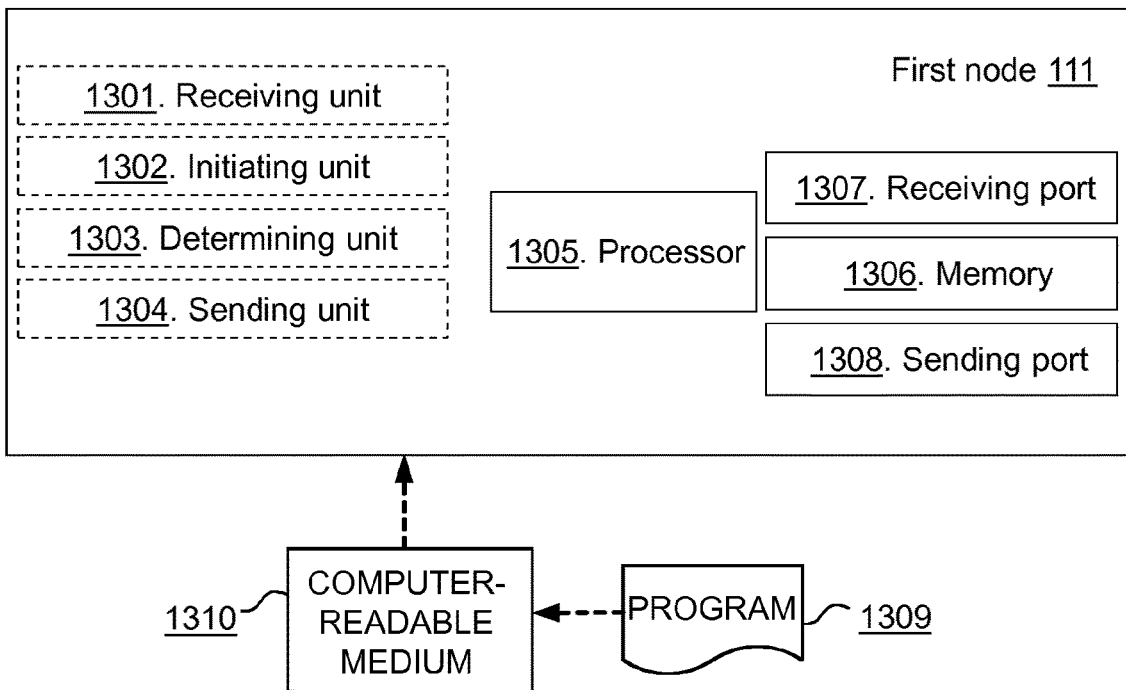 First node 111
1301. Receiving unit
1302. Initiating unit
1303. Determining unit
1304. Sending unit
1305. Processor
1307. Receiving port
1306. Memory
1308. Sending port
1310
COMPUTER-
READABLE
MEDIUM
PROGRAM
1309